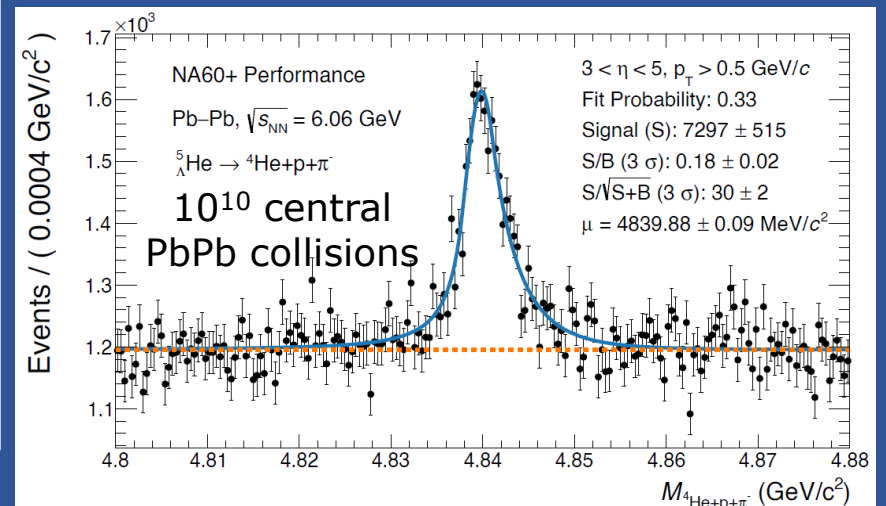 ×10³
1.7
1.6
1.5
1.4
1.3
1.2
1.1
Events / ( 0.0004 GeV/c² )
NA60+ Performance
Pb–Pb, √sNN = 6.06 GeV
⁵ΛHe → ⁴He+p+π⁻
10¹⁰ central
PbPb collisions
3 < η < 5, pT > 0.5 GeV/c
Fit Probability: 0.33
Signal (S): 7297 ± 515
S/B (3 σ): 0.18 ± 0.02
S/√S+B (3 σ): 30 ± 2
μ = 4839.88 ± 0.09 MeV/c²
4.8 4.81 4.82 4.83 4.84 4.85 4.86 4.87 4.88
M⁴He+p+π⁻ (GeV/c²)